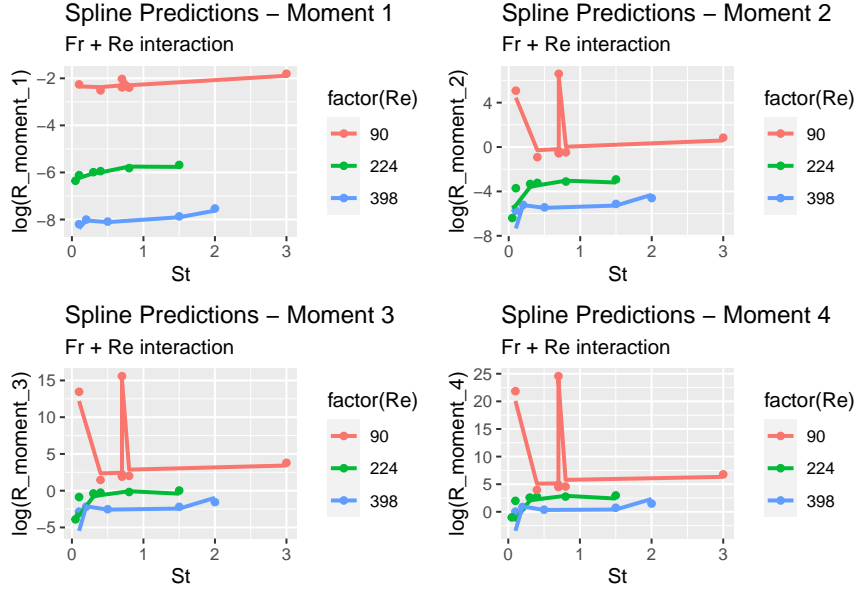 Spline Predictions − Moment 1
Fr + Re interaction
log(R_moment_1)
−2
−4
−6
−8
0
1
2
3
St
factor(Re)
90
224
398
Spline Predictions − Moment 2
Fr + Re interaction
log(R_moment_2)
4
0
−4
−8
0
1
2
3
St
factor(Re)
90
224
398
Spline Predictions − Moment 3
Fr + Re interaction
log(R_moment_3)
15
10
5
0
−5
0
1
2
3
St
factor(Re)
90
224
398
Spline Predictions − Moment 4
Fr + Re interaction
log(R_moment_4)
25
20
15
10
5
0
0
1
2
3
St
factor(Re)
90
224
398